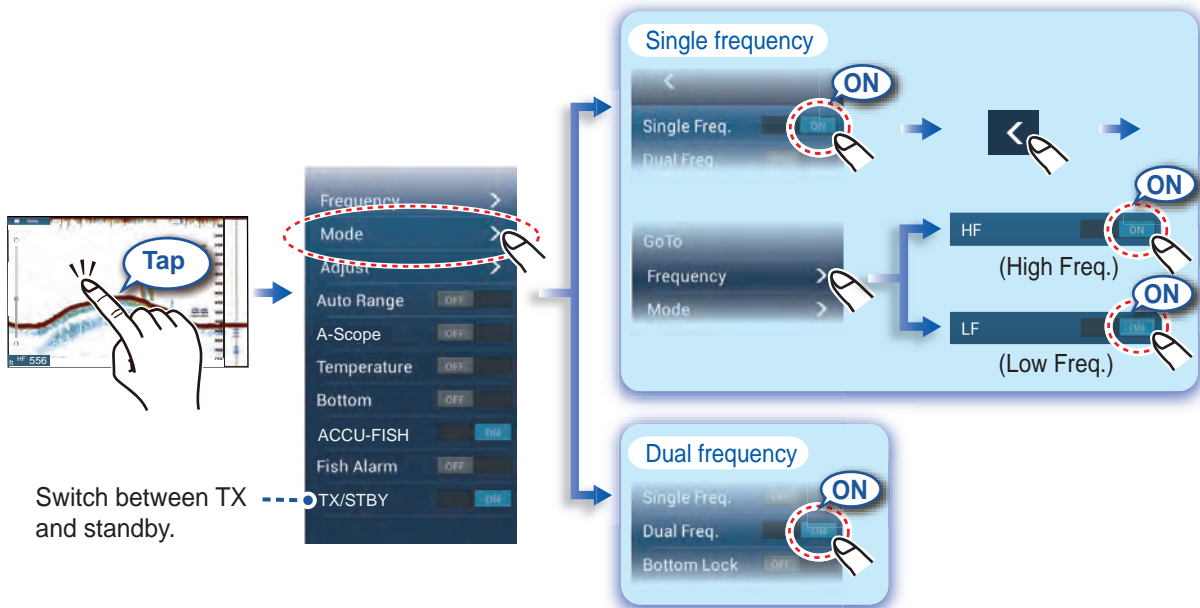 Home
ft HF 556
Tap
Switch between TX
and standby.
Frequency
Mode
Adjust
Auto Range OFF
A-Scope OFF
Temperature OFF
Bottom OFF
ACCU-FISH ON
Fish Alarm OFF
TX/STBY ON
Single frequency
ON
Single Freq. ON
Dual Freq.
GoTo
Frequency
Mode
ON
HF ON
(High Freq.)
ON
LF ON
(Low Freq.)
Dual frequency
Single Freq. OFF
ON
Dual Freq. ON
Bottom Lock OFF